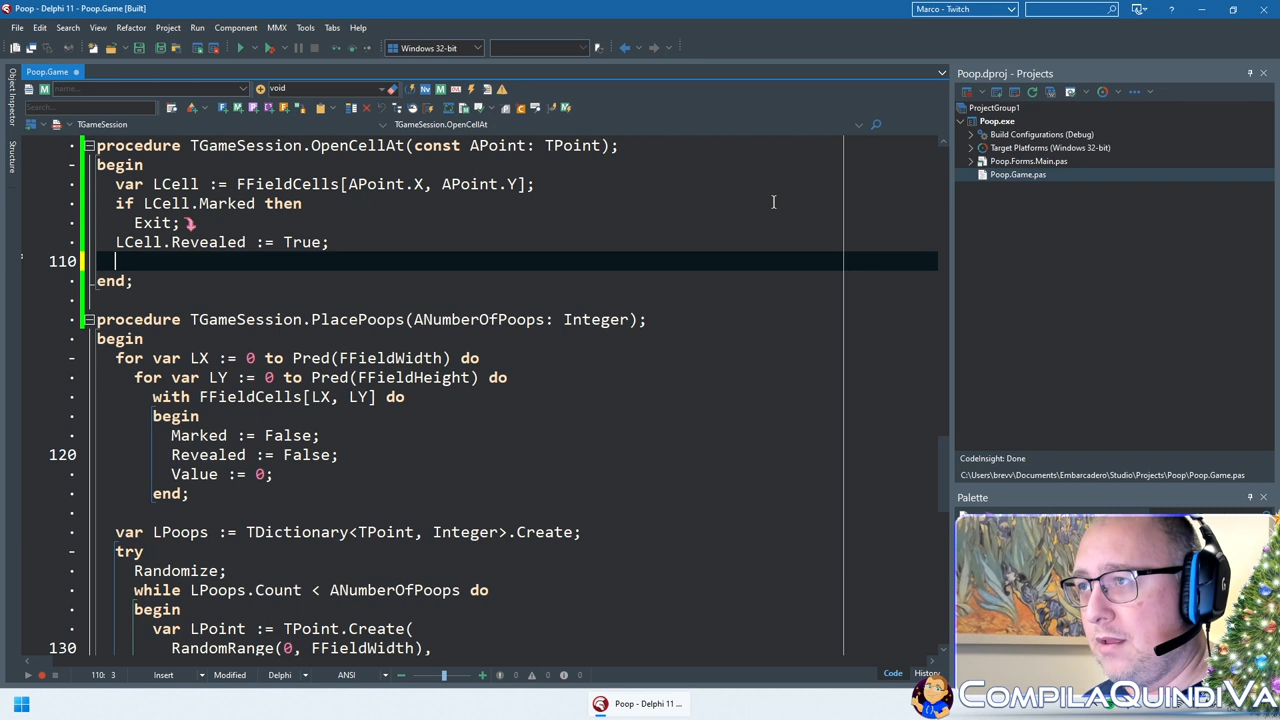 Poop - Delphi 11 - Poop.Game [Built]
Marco - Twitch
File Edit Search View Refactor Project Run Component MMX Tools Tabs Help
Windows 32-bit
Poop.Game
Poop.dproj - Projects
name...
void
Search...
TGameSession
TGameSession.OpenCellAt
ProjectGroup1
Poop.exe
Build Configurations (Debug)
Target Platforms (Windows 32-bit)
Poop.Forms.Main.pas
Poop.Game.pas
Object Inspector
Structure
procedure TGameSession.OpenCellAt(const APoint: TPoint);
begin
var LCell := FFieldCells[APoint.X, APoint.Y];
if LCell.Marked then
Exit;
LCell.Revealed := True;
110
end;
procedure TGameSession.PlacePoops(ANumberOfPoops: Integer);
begin
for var LX := 0 to Pred(FFieldWidth) do
for var LY := 0 to Pred(FFieldHeight) do
with FFieldCells[LX, LY] do
begin
Marked := False;
120 Revealed := False;
Value := 0;
end;
var LPoops := TDictionary<TPoint, Integer>.Create;
try
Randomize;
while LPoops.Count < ANumberOfPoops do
begin
var LPoint := TPoint.Create(
130 RandomRange(0, FFieldWidth),
CodeInsight: Done
C:\Users\brevv\Documents\Embarcadero\Studio\Projects\Poop\Poop.Game.pas
Palette
110: 3 Insert Modified Delphi ANSI 0 0 0 Code History
Poop - Delphi 11 ...
COMPILAQUINDIVA